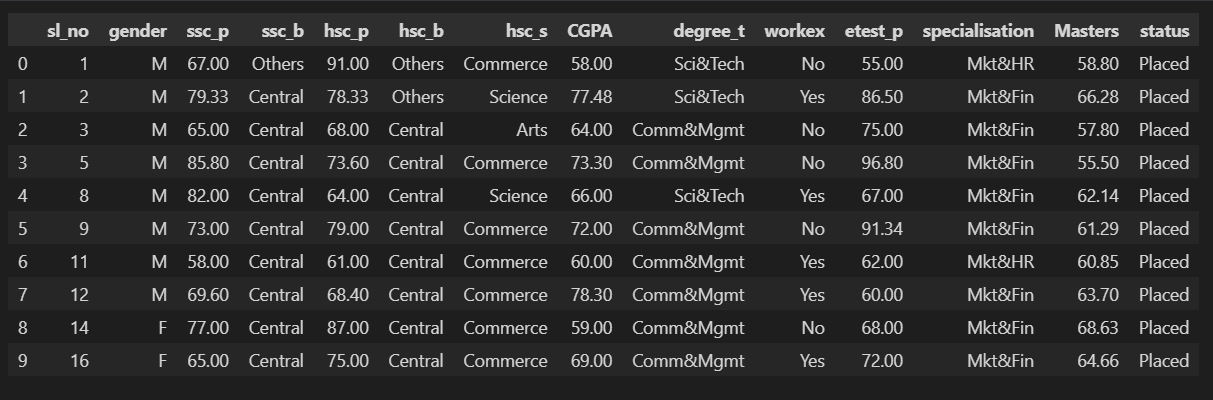 sl_no gender ssc_p ssc_b hsc_p hsc_b hsc_s CGPA degree_t workex etest_p specialisation Masters status
0 1 M 67.00 Others 91.00 Others Commerce 58.00 Sci&Tech No 55.00 Mkt&HR 58.80 Placed
1 2 M 79.33 Central 78.33 Others Science 77.48 Sci&Tech Yes 86.50 Mkt&Fin 66.28 Placed
2 3 M 65.00 Central 68.00 Central Arts 64.00 Comm&Mgmt No 75.00 Mkt&Fin 57.80 Placed
3 5 M 85.80 Central 73.60 Central Commerce 73.30 Comm&Mgmt No 96.80 Mkt&Fin 55.50 Placed
4 8 M 82.00 Central 64.00 Central Science 66.00 Sci&Tech Yes 67.00 Mkt&Fin 62.14 Placed
5 9 M 73.00 Central 79.00 Central Commerce 72.00 Comm&Mgmt No 91.34 Mkt&Fin 61.29 Placed
6 11 M 58.00 Central 61.00 Central Commerce 60.00 Comm&Mgmt Yes 62.00 Mkt&HR 60.85 Placed
7 12 M 69.60 Central 68.40 Central Commerce 78.30 Comm&Mgmt Yes 60.00 Mkt&Fin 63.70 Placed
8 14 F 77.00 Central 87.00 Central Commerce 59.00 Comm&Mgmt No 68.00 Mkt&Fin 68.63 Placed
9 16 F 65.00 Central 75.00 Central Commerce 69.00 Comm&Mgmt Yes 72.00 Mkt&Fin 64.66 Placed